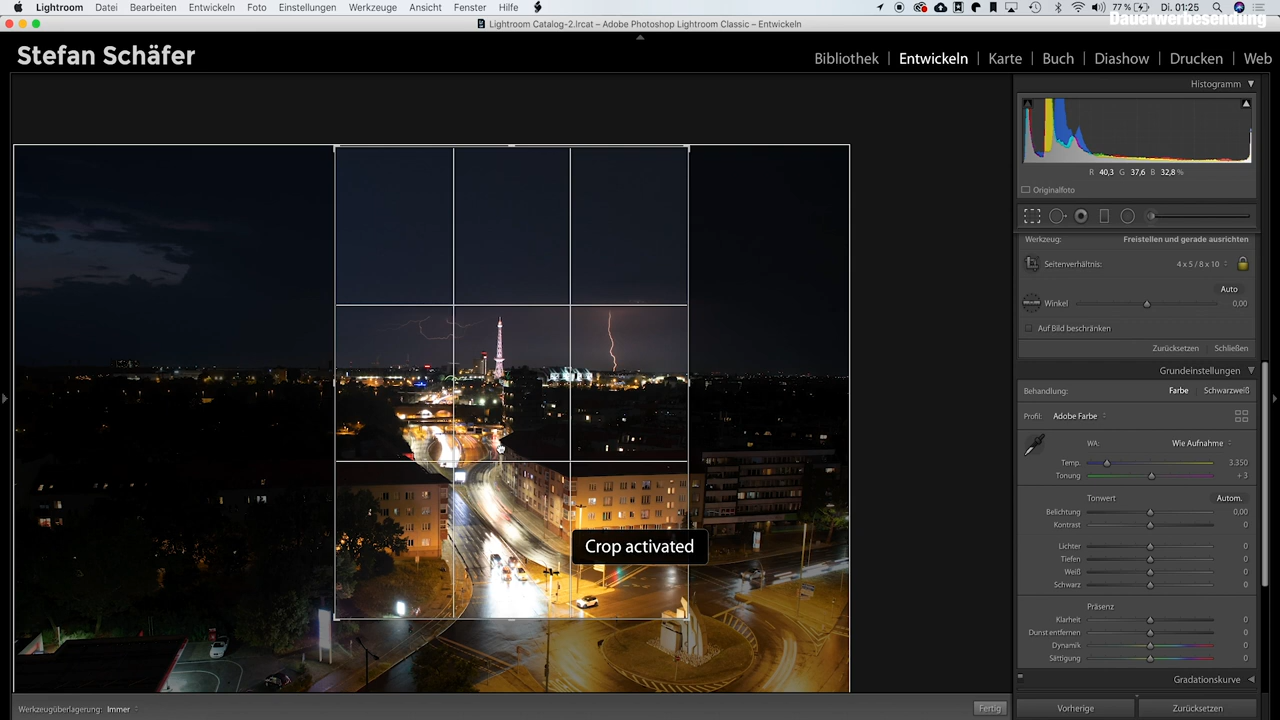 Lightroom Datei Bearbeiten Entwickeln Foto Einstellungen Werkzeuge Ansicht Fenster Hilfe 77 % Di. 01:25
Lightroom Catalog-2.lrcat – Adobe Photoshop Lightroom Classic – Entwickeln
Dauerwerbesendung
Stefan Schäfer
Bibliothek | Entwickeln | Karte | Buch | Diashow | Drucken | Web
Histogramm
R 40,3 G 37,6 B 32,8 %
Originalfoto
Werkzeug: Freistellen und gerade ausrichten
Seitenverhältnis: 4 x 5 / 8 x 10
Auto
Winkel 0,00
Auf Bild beschränken
Zurücksetzen Schließen
Grundeinstellungen
Behandlung: Farbe Schwarzweiß
Profil: Adobe Farbe
WA: Wie Aufnahme
Temp. 3.350
Tonung + 3
Tonwert Autom.
Belichtung 0,00
Kontrast 0
Lichter 0
Tiefen 0
Weiß 0
Schwarz 0
Präsenz
Klarheit 0
Dunst entfernen 0
Dynamik 0
Sättigung 0
Gradationskurve
Crop activated
Werkzeugüberlagerung: Immer
Fertig
Vorherige Zurücksetzen